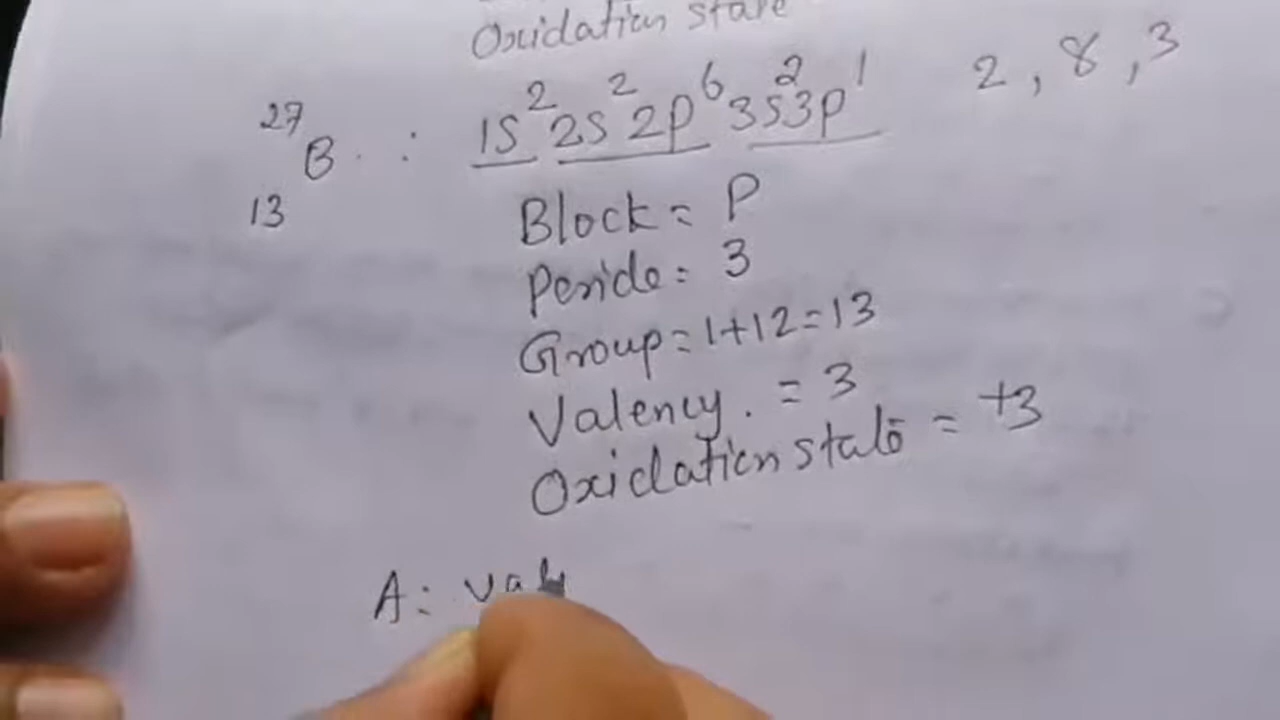 Oxidation state
27
B : 1S² 2S² 2P⁶ 3S² 3P¹ 2, 8, 3
13
Block = P
Peride = 3
Group = 1+12=13
Valency . = 3
Oxidation state = +3
A: